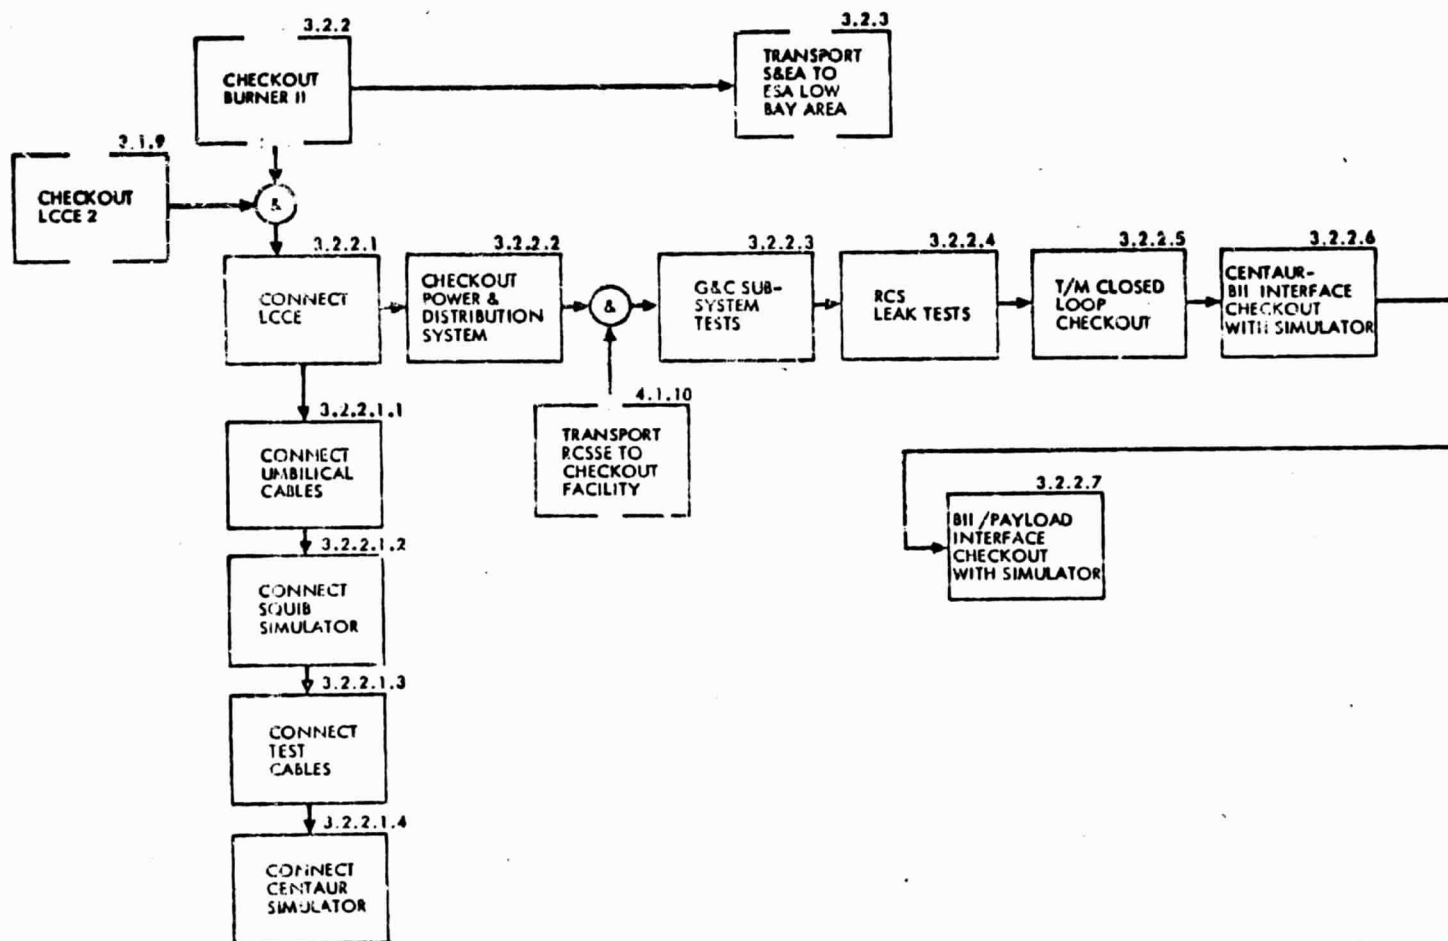 3.2.2
CHECKOUT
BURNER II
3.2.3
TRANSPORT
S&EA TO
ESA LOW
BAY AREA
3.1.9
CHECKOUT
LCCE 2
&
3.2.2.1
CONNECT
LCCE
3.2.2.2
CHECKOUT
POWER &
DISTRIBUTION
SYSTEM
&
3.2.2.3
G&C SUB-
SYSTEM
TESTS
3.2.2.4
RCS
LEAK TESTS
3.2.2.5
T/M CLOSED
LOOP
CHECKOUT
3.2.2.6
CENTAUR-
BII INTERFACE
CHECKOUT
WITH SIMULATOR
4.1.10
TRANSPORT
RCSSE TO
CHECKOUT
FACILITY
3.2.2.7
BII/PAYLOAD
INTERFACE
CHECKOUT
WITH SIMULATOR
3.2.2.1.1
CONNECT
UMBILICAL
CABLES
3.2.2.1.2
CONNECT
SQUIB
SIMULATOR
3.2.2.1.3
CONNECT
TEST
CABLES
3.2.2.1.4
CONNECT
CENTAUR
SIMULATOR